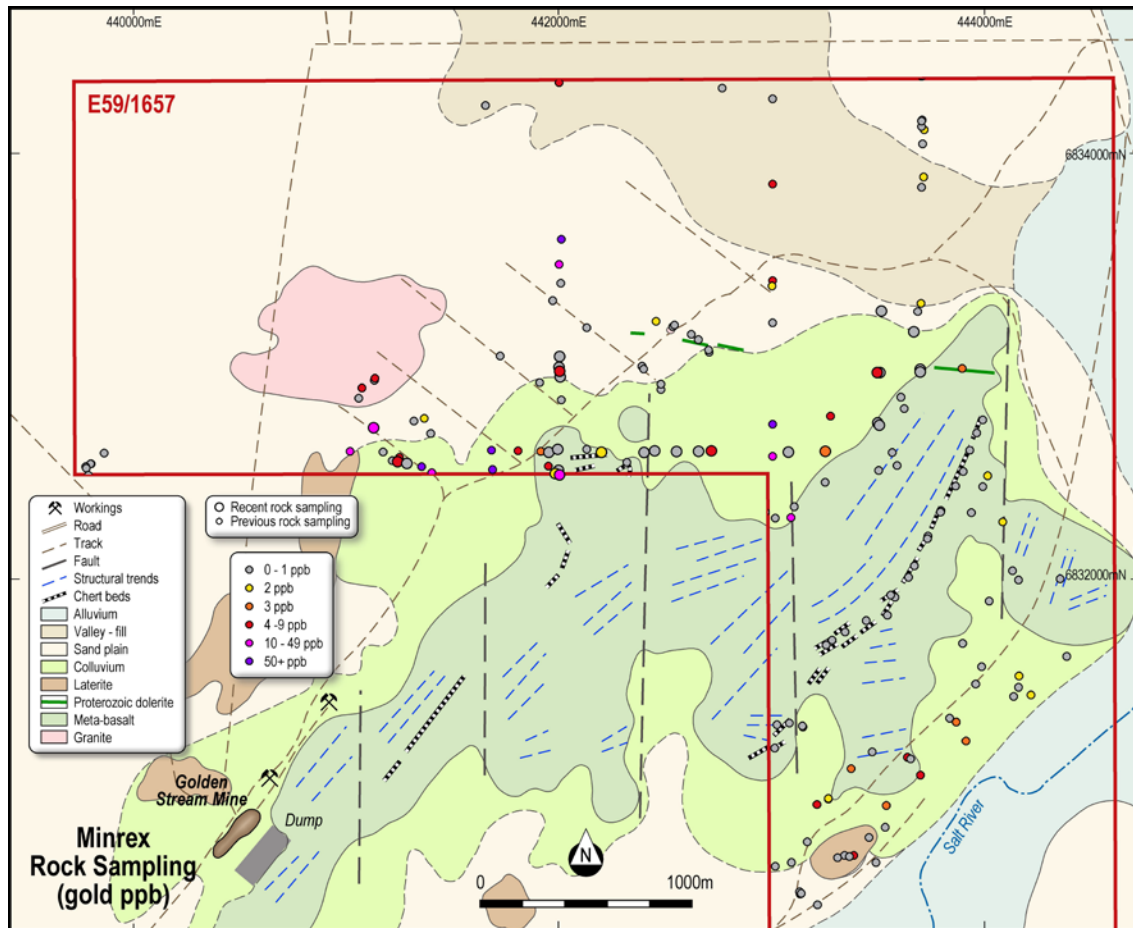 440000mE
442000mE
444000mE
E59/1657
6834000mN
Workings
Road
Track
Fault
Structural trends
Chert beds
Alluvium
Valley - fill
Sand plain
Colluvium
Laterite
Proterozoic dolerite
Meta-basalt
Granite
Recent rock sampling
Previous rock sampling
0 - 1 ppb
2 ppb
3 ppb
4 -9 ppb
10 - 49 ppb
50+ ppb
6832000mN
Golden
Stream Mine
Dump
Salt River
Minrex
Rock Sampling
(gold ppb)
N
0
1000m